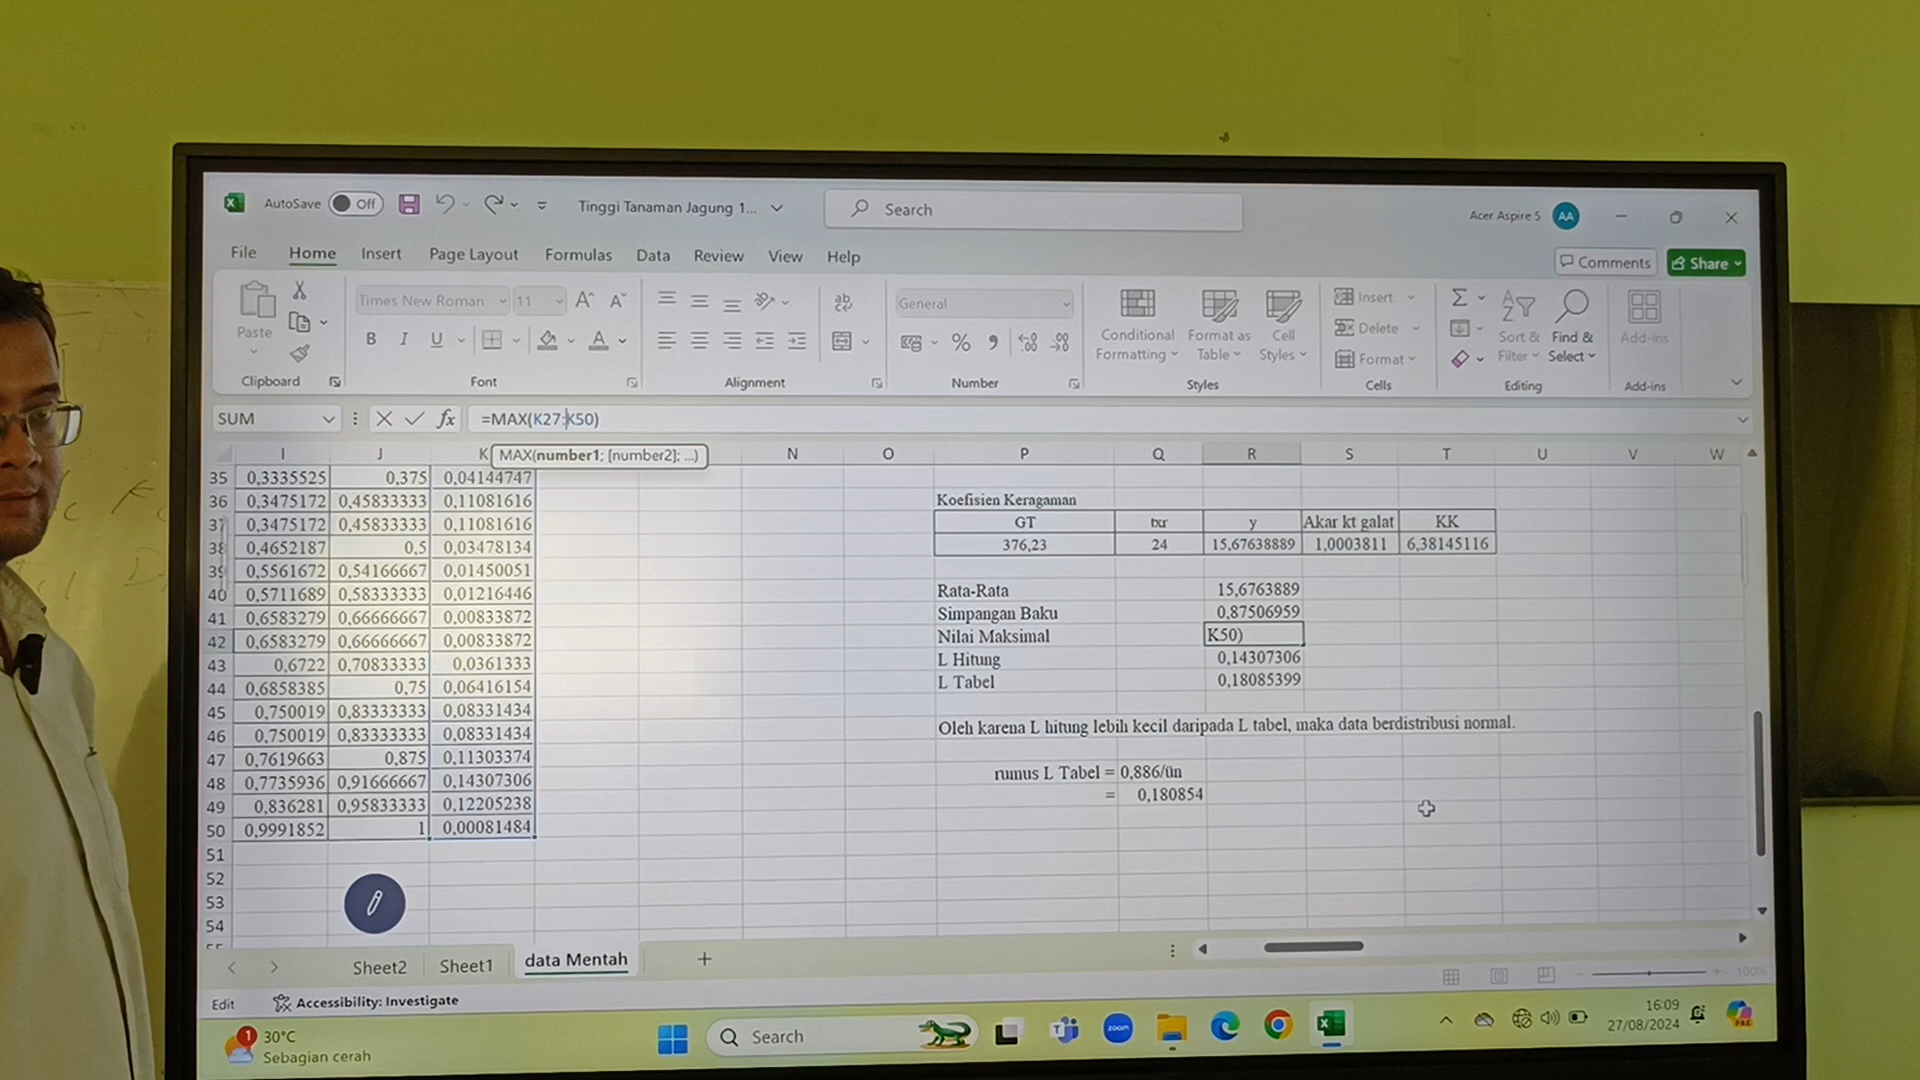 AutoSave Off Tinggi Tanaman Jagung 1... Search Acer Aspire 5 AA
File Home Insert Page Layout Formulas Data Review View Help Comments Share
Paste Times New Roman 11 General Conditional Formatting Format as Table Cell Styles Insert Delete Format Sort & Filter Find & Select Add-ins
B I U
Clipboard Font Alignment Number Styles Cells Editing Add-ins
SUM fx =MAX(K27:K50)
MAX(number1; [number2]; ...)
I J K N O P Q R S T U V W
35 0,3335525 0,375 0,04144747
36 0,3475172 0,45833333 0,11081616 Koefisien Keragaman
37 0,3475172 0,45833333 0,11081616 GT txr y Akar kt galat KK
38 0,4652187 0,5 0,03478134 376,23 24 15,67638889 1,0003811 6,38145116
39 0,5561672 0,54166667 0,01450051
40 0,5711689 0,58333333 0,01216446 Rata-Rata 15,6763889
41 0,6583279 0,66666667 0,00833872 Simpangan Baku 0,87506959
42 0,6583279 0,66666667 0,00833872 Nilai Maksimal K50)
43 0,6722 0,70833333 0,0361333 L Hitung 0,14307306
44 0,6858385 0,75 0,06416154 L Tabel 0,18085399
45 0,750019 0,83333333 0,08331434
46 0,750019 0,83333333 0,08331434 Oleh karena L hitung lebih kecil daripada L tabel, maka data berdistribusi normal.
47 0,7619663 0,875 0,11303374
48 0,7735936 0,91666667 0,14307306 rumus L Tabel = 0,886/ün
49 0,836281 0,95833333 0,12205238 = 0,180854
50 0,9991852 1 0,00081484
51
52
53
54
Sheet2 Sheet1 data Mentah
Edit Accessibility: Investigate 100%
1 30°C Search zoom 16:09
Sebagian cerah 27/08/2024